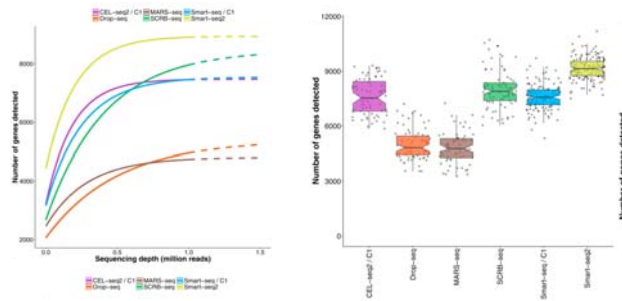 CEL-seq2 / C1 MARS-seq Smart-seq / C1
Drop-seq SCRB-seq Smart-seq2
Number of genes detected
8000
6000
4000
2000
0.0 0.5 1.0 1.5
Sequencing depth (million reads)
CEL-seq2 / C1 MARS-seq Smart-seq / C1
Drop-seq SCRB-seq Smart-seq2
Number of genes detected
12000
9000
6000
3000
0
CEL-seq2 / C1
Drop-seq
MARS-seq
SCRB-seq
Smart-seq / C1
Smart-seq2